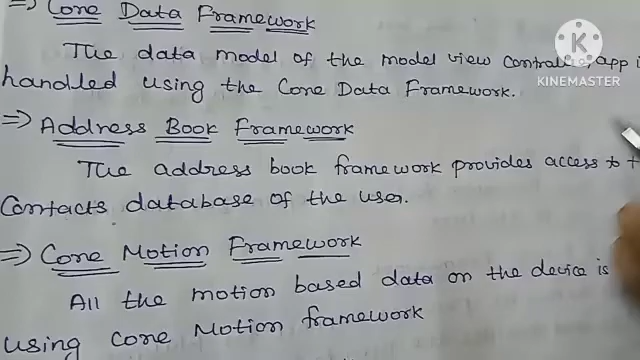 => Core Data Framework
The data model of the model view app
handled using the Core Data Framework.
=> Address Book Framework
The address book framework provides access to
Contacts database of the user.
=> Core Motion Framework
All the motion based data on the device is
using core Motion framework
K
KINEMASTER